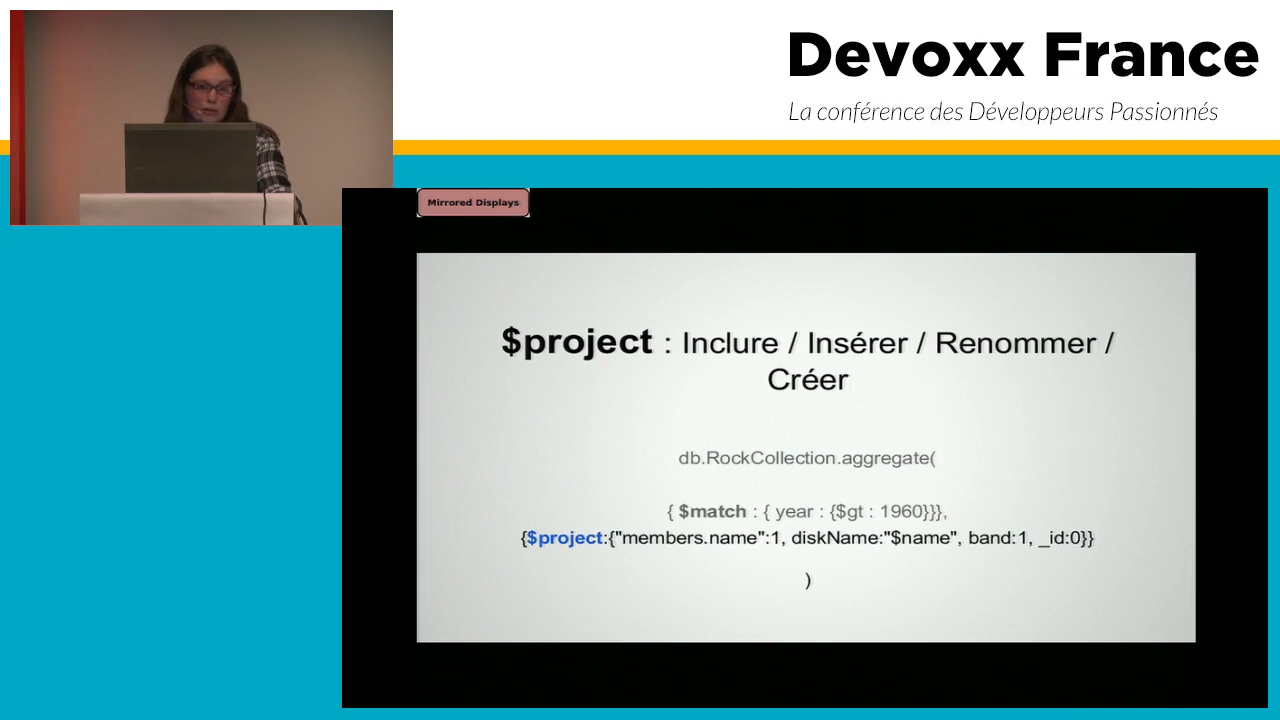 Devoxx France
La conférence des Développeurs Passionnés
Mirrored Displays
$project : Inclure / Insérer / Renommer /
Créer
db.RockCollection.aggregate(
{ $match : { year : {$gt : 1960}}},
{$project:{"members.name":1, diskName:"$name", band:1, _id:0}}
)